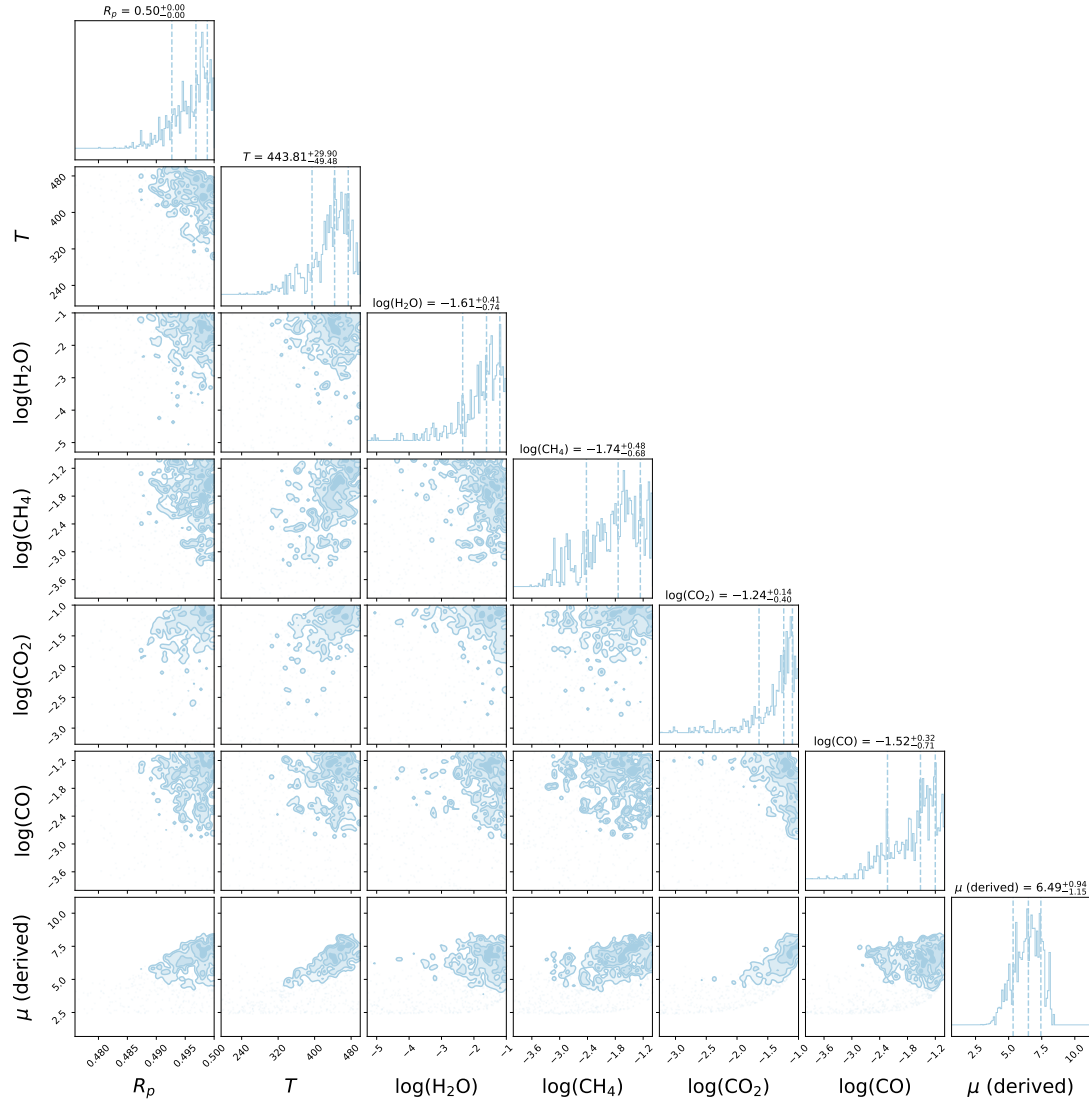 R_p = 0.50^{+0.00}_{-0.00}
T = 443.81^{+29.90}_{-49.48}
480
400
320
240
T
log(H₂O) = −1.61^{+0.41}_{-0.74}
−1
−2
−3
−4
−5
log(H₂O)
log(CH₄) = −1.74^{+0.48}_{-0.68}
−1.2
−1.8
−2.4
−3.0
−3.6
log(CH₄)
log(CO₂) = −1.24^{+0.14}_{-0.40}
−1.0
−1.5
−2.0
−2.5
−3.0
log(CO₂)
log(CO) = −1.52^{+0.32}_{-0.71}
−1.2
−1.8
−2.4
−3.0
−3.6
log(CO)
μ (derived) = 6.49^{+0.94}_{-1.15}
10.0
7.5
5.0
2.5
μ (derived)
0.480 0.485 0.490 0.495 0.500 240 320 400 480 −5 −4 −3 −2 −1 −3.6 −3.0 −2.4 −1.8 −1.2 −3.0 −2.5 −2.0 −1.5 −1.0 −3.6 −3.0 −2.4 −1.8 −1.2 2.5 5.0 7.5 10.0
R_p T log(H₂O) log(CH₄) log(CO₂) log(CO) μ (derived)